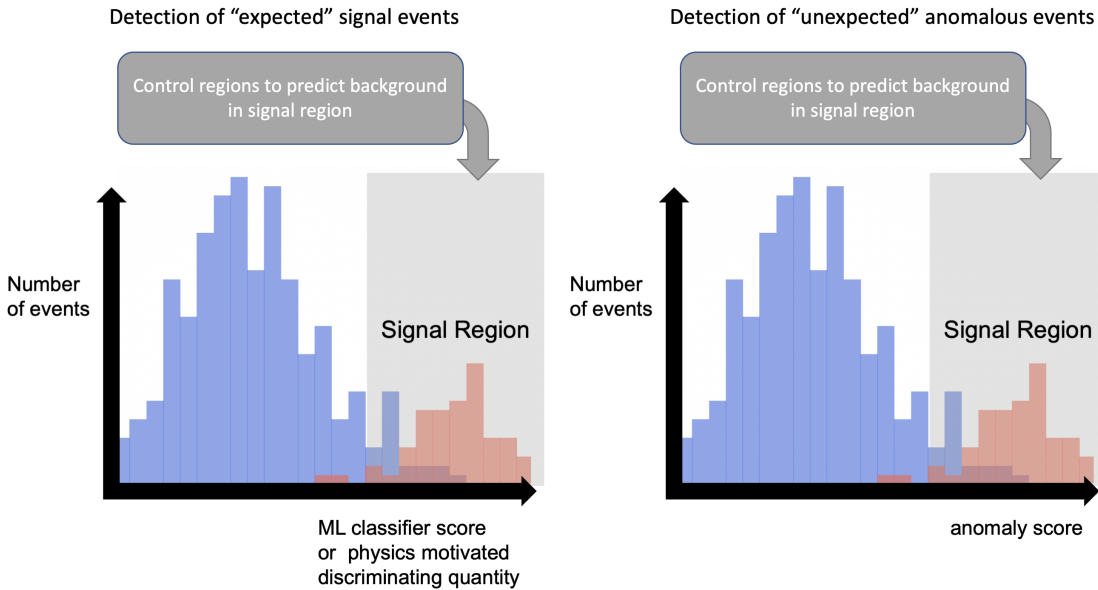 Detection of “expected” signal events
Control regions to predict background
in signal region
Number
of events
Signal Region
ML classifier score
or physics motivated
discriminating quantity
Detection of “unexpected” anomalous events
Control regions to predict background
in signal region
Number
of events
Signal Region
anomaly score